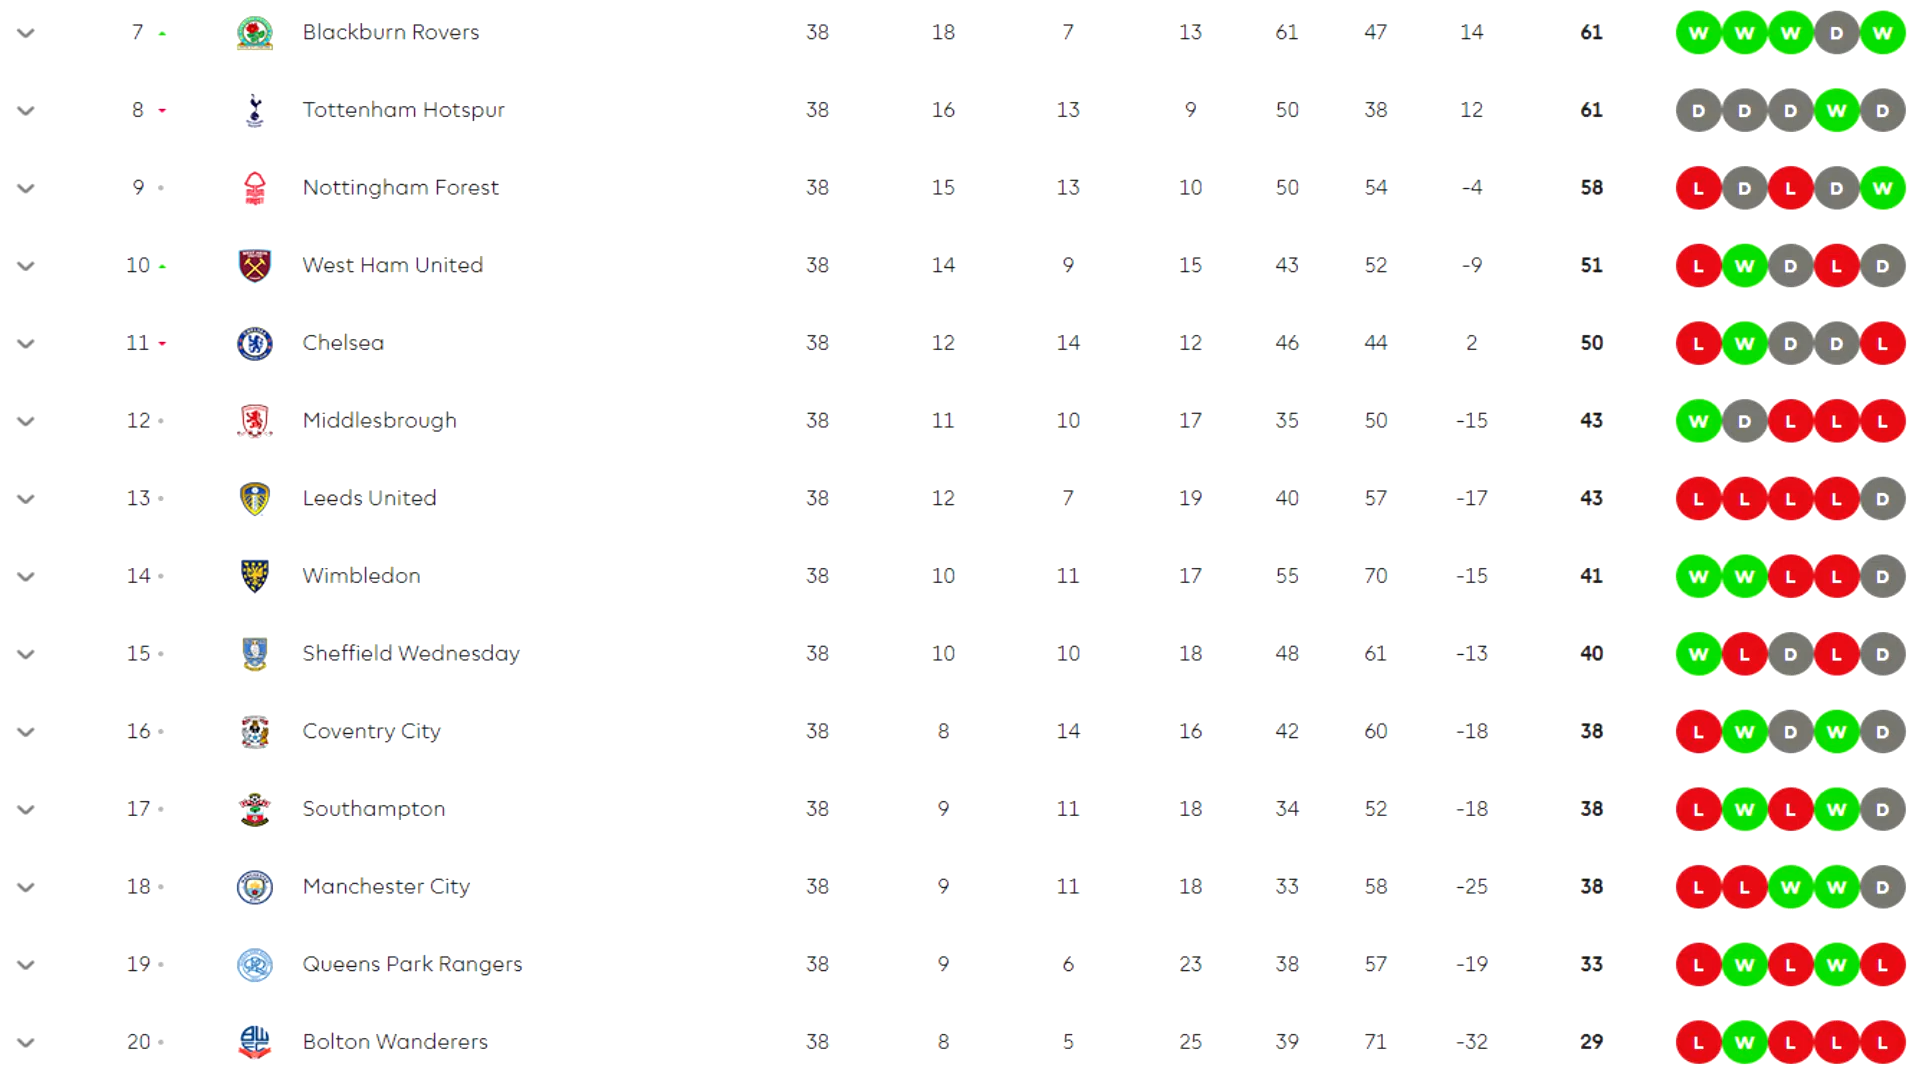 7 Blackburn Rovers 38 18 7 13 61 47 14 61 W W W D W
8 Tottenham Hotspur 38 16 13 9 50 38 12 61 D D D W D
9 Nottingham Forest 38 15 13 10 50 54 -4 58 L D L D W
10 West Ham United 38 14 9 15 43 52 -9 51 L W D L D
11 Chelsea 38 12 14 12 46 44 2 50 L W D D L
12 Middlesbrough 38 11 10 17 35 50 -15 43 W D L L L
13 Leeds United 38 12 7 19 40 57 -17 43 L L L L D
14 Wimbledon 38 10 11 17 55 70 -15 41 W W L L D
15 Sheffield Wednesday 38 10 10 18 48 61 -13 40 W L D L D
16 Coventry City 38 8 14 16 42 60 -18 38 L W D W D
17 Southampton 38 9 11 18 34 52 -18 38 L W L W D
18 Manchester City 38 9 11 18 33 58 -25 38 L L W W D
19 Queens Park Rangers 38 9 6 23 38 57 -19 33 L W L W L
20 Bolton Wanderers 38 8 5 25 39 71 -32 29 L W L L L